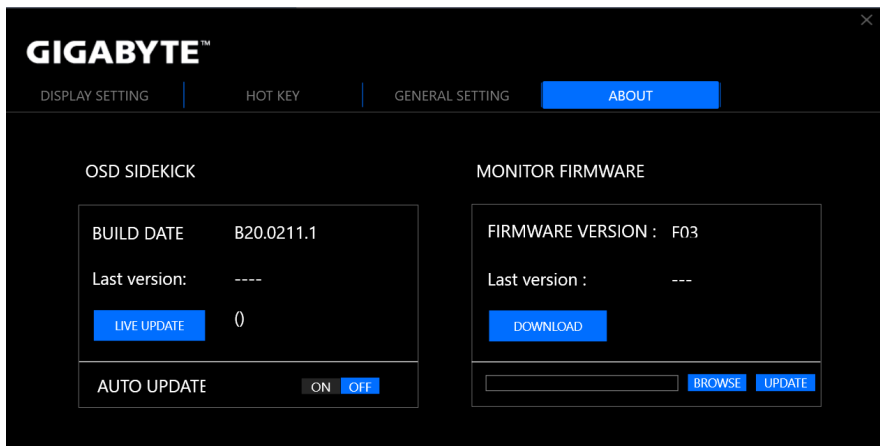 GIGABYTE™
DISPLAY SETTING
HOT KEY
GENERAL SETTING
ABOUT
OSD SIDEKICK
BUILD DATE B20.0211.1
Last version: ----
LIVE UPDATE ()
AUTO UPDATE ON OFF
MONITOR FIRMWARE
FIRMWARE VERSION : F03
Last version : ---
DOWNLOAD
BROWSE UPDATE